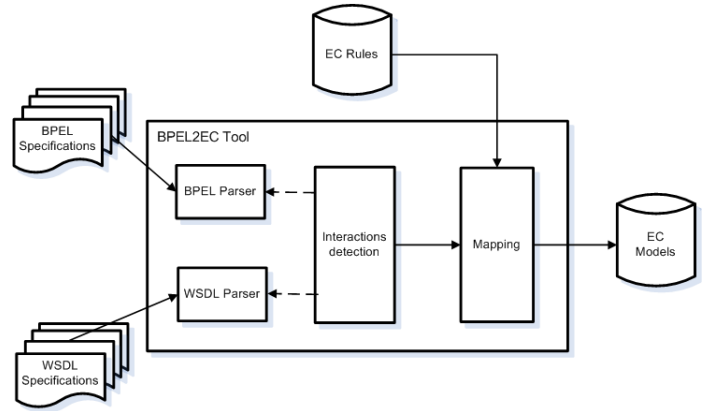 EC Rules
BPEL
Specifications
BPEL2EC Tool
BPEL Parser
Interactions
detection
Mapping
EC
Models
WSDL Parser
WSDL
Specifications